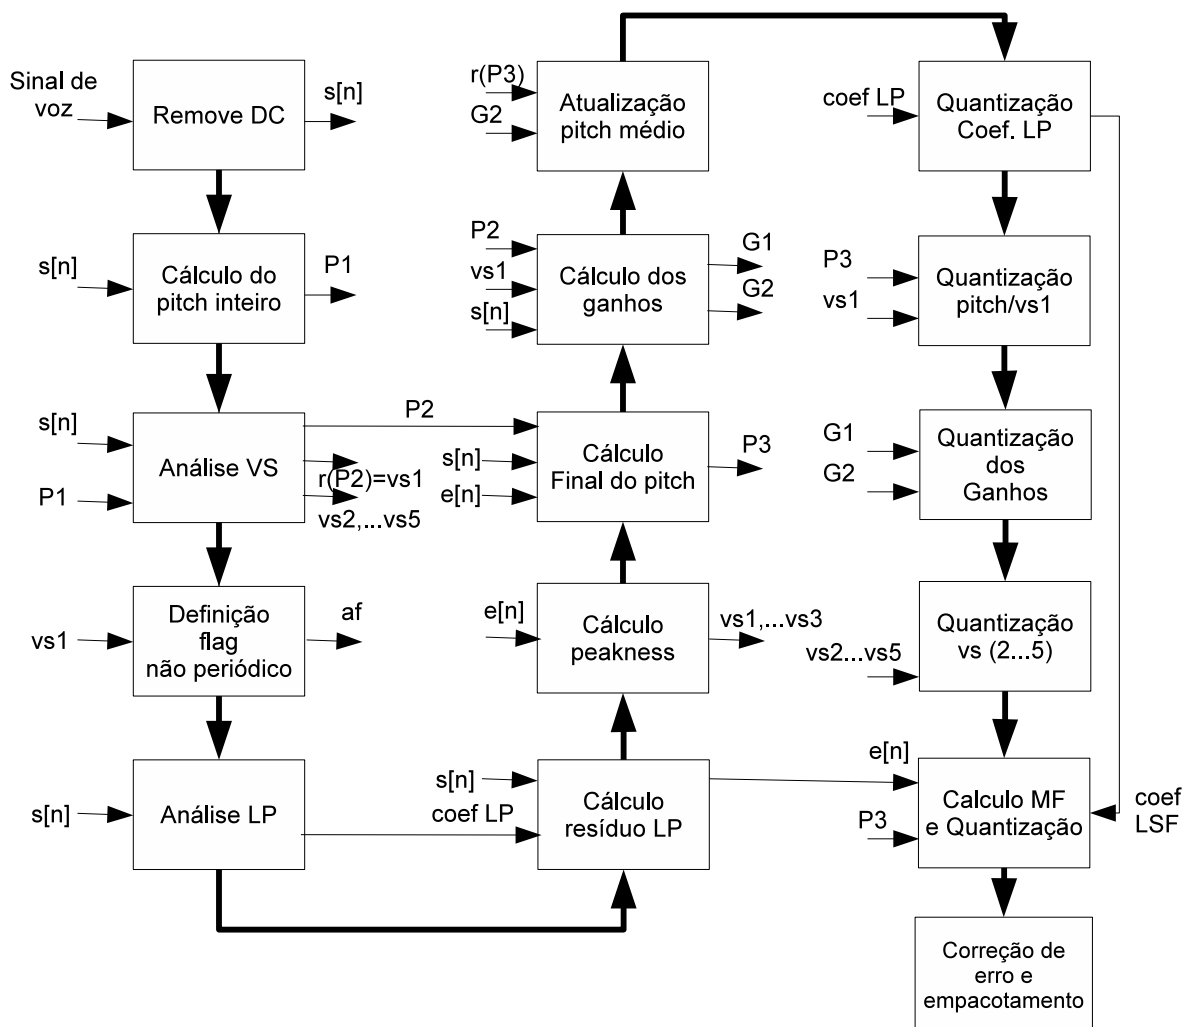 Sinal de
voz
Remove DC
s[n]
s[n]
Cálculo do
pitch inteiro
P1
s[n]
P1
Análise VS
P2
r(P2)=vs1
vs2,...vs5
vs1
Definição
flag
não periódico
af
s[n]
Análise LP
coef LP
s[n]
Cálculo
resíduo LP
e[n]
Cálculo
peakness
vs1,...vs3
s[n]
e[n]
Cálculo
Final do pitch
P3
P2
vs1
s[n]
Cálculo dos
ganhos
G1
G2
r(P3)
G2
Atualização
pitch médio
coef LP
Quantização
Coef. LP
P3
vs1
Quantização
pitch/vs1
G1
G2
Quantização
dos
Ganhos
vs2...vs5
Quantização
vs (2...5)
e[n]
P3
Calculo MF
e Quantização
coef
LSF
Correção de
erro e
empacotamento